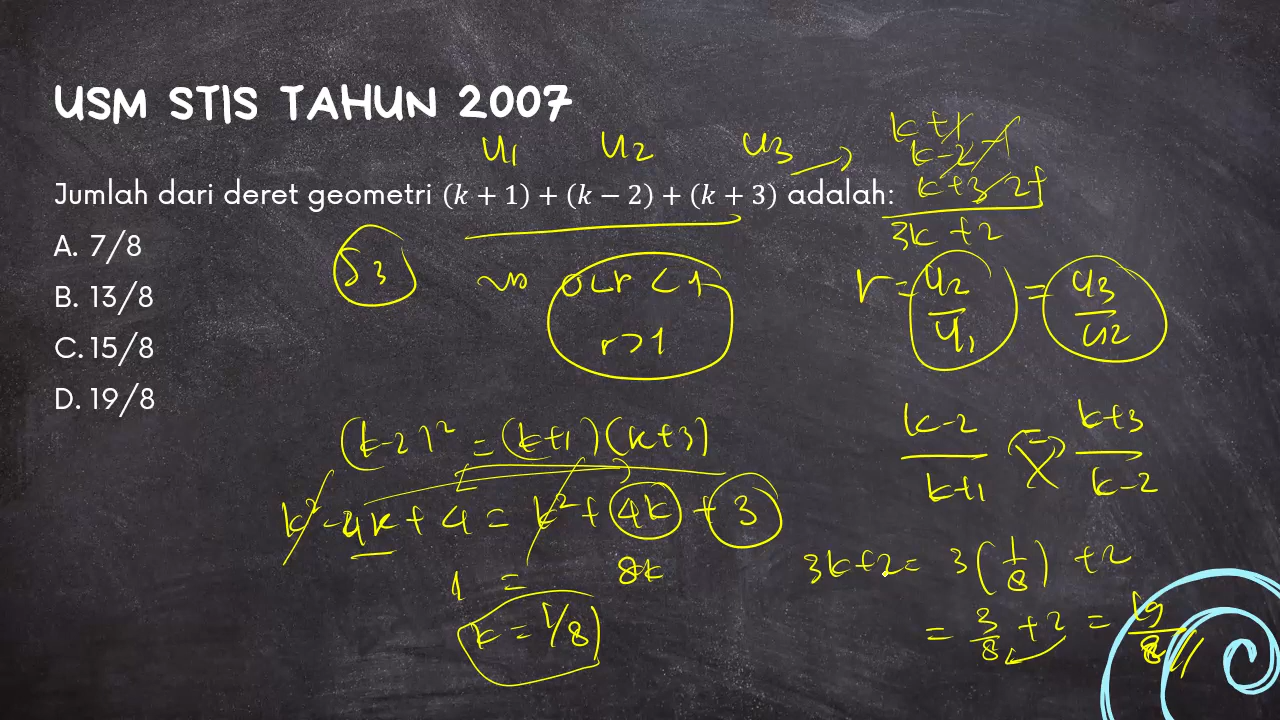 USM STIS TAHUN 2007
U1 U2 U3
k+1
k-2
k+3
3k+2
Jumlah dari deret geometri (k + 1) + (k − 2) + (k + 3) adalah:
A. 7/8
B. 13/8
C. 15/8
D. 19/8
S3
0<r<1
r>1
r = U2/U1 = U3/U2
(k-2)² = (k+1)(k+3)
k²-4k+4 = k²+4k+3
1 = 8k
k = 1/8
k-2/k+1 = k+3/k-2
3k+2 = 3(1/8) +2
= 3/8 +2 = 19/8